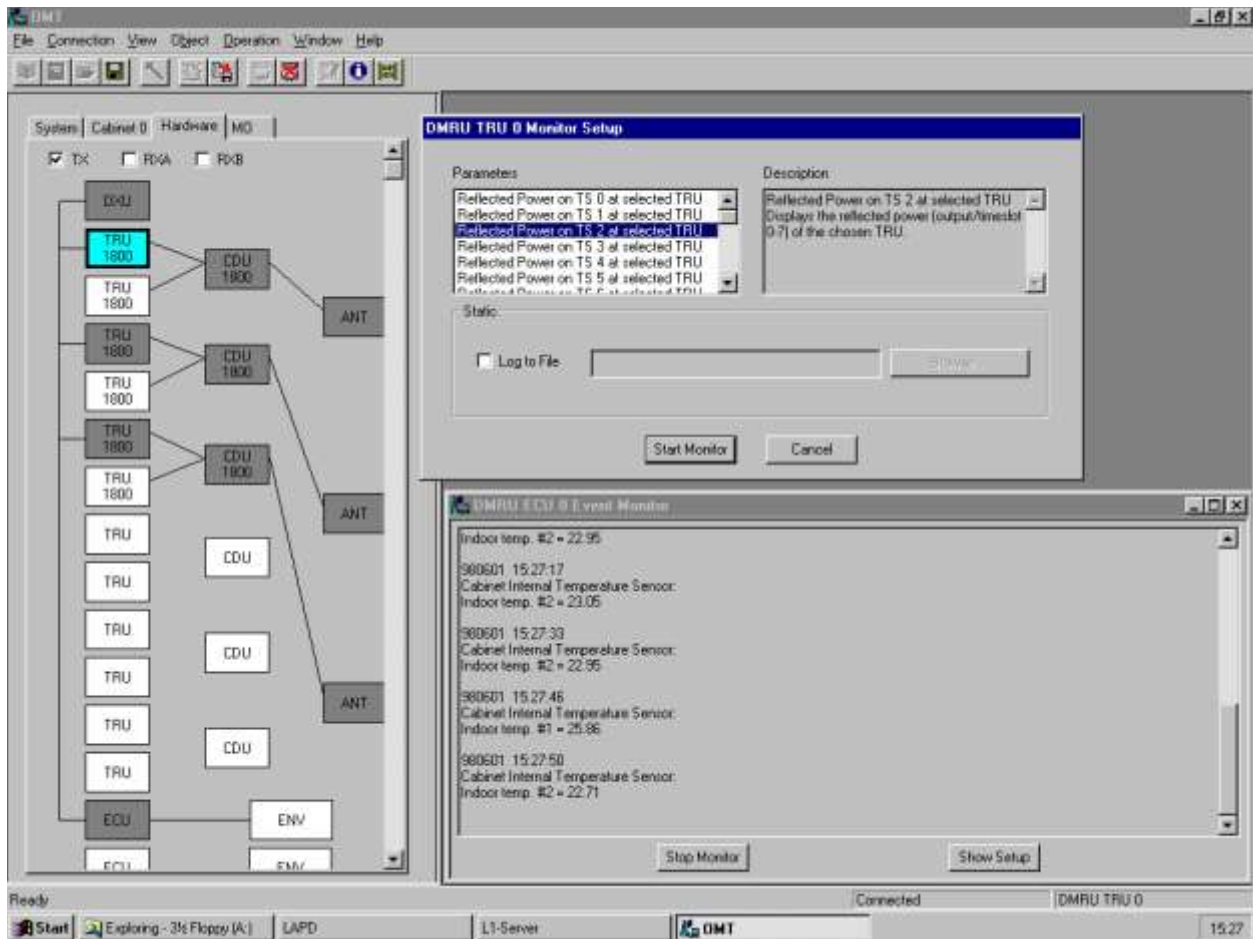 OMT
File Connection View Object Operation Window Help
System Cabinet 0 Hardware MO
TX RXA RXB
DXU
TRU
1800
CDU
1800
TRU
1800
ANT
TRU
1800
CDU
1800
TRU
1800
TRU
1800
CDU
1800
TRU
1800
ANT
TRU
CDU
TRU
TRU
CDU
TRU
ANT
TRU
CDU
TRU
ECU
ENV
ECU
ENV
DMRU TRU 0 Monitor Setup
Parameters
Reflected Power on TS 0 at selected TRU
Reflected Power on TS 1 at selected TRU
Reflected Power on TS 2 at selected TRU
Reflected Power on TS 3 at selected TRU
Reflected Power on TS 4 at selected TRU
Reflected Power on TS 5 at selected TRU
Reflected Power on TS 6 at selected TRU
Description
Reflected Power on TS 2 at selected TRU
Displays the reflected power (output/timeslot
0-7) of the chosen TRU.
Static
Log to File
Start Monitor Cancel
DMRU ECU 0 Event Monitor
Indoor temp. #2 = 22.95
980601 15:27:17
Cabinet Internal Temperature Sensor:
Indoor temp. #2 = 23.05
980601 15:27:33
Cabinet Internal Temperature Sensor:
Indoor temp. #2 = 22.95
980601 15:27:46
Cabinet Internal Temperature Sensor:
Indoor temp. #1 = 25.86
980601 15:27:50
Cabinet Internal Temperature Sensor:
Indoor temp. #2 = 22.71
Stop Monitor Show Setup
Ready Connected DMRU TRU 0
Start Exploring - 3½ Floppy (A:) LAPD L1-Server OMT 15:27